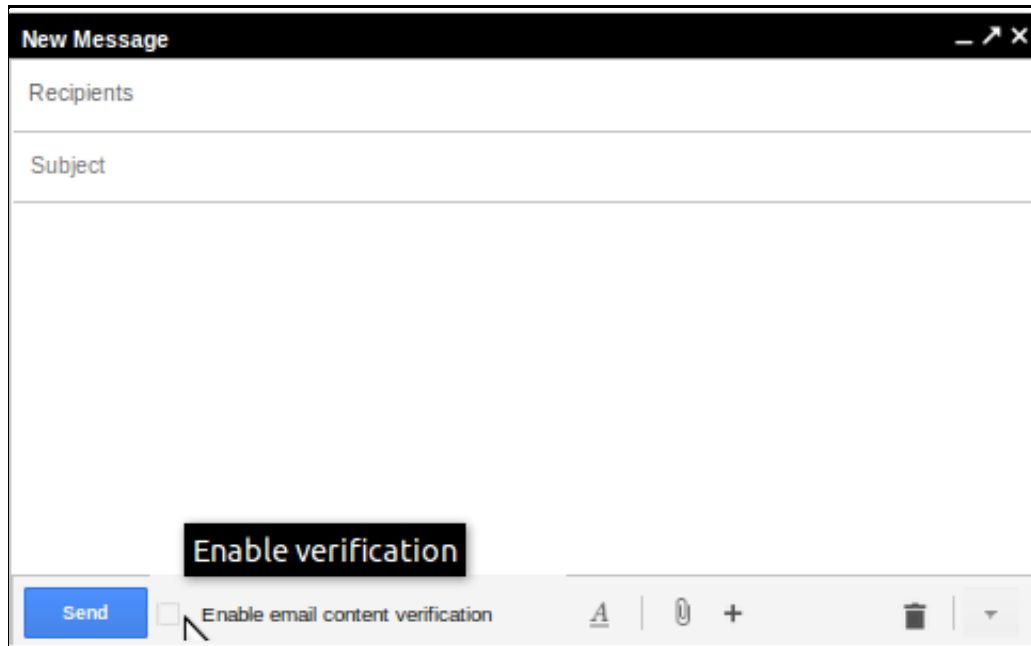 New Message
Recipients
Subject
Enable verification
Send Enable email content verification A